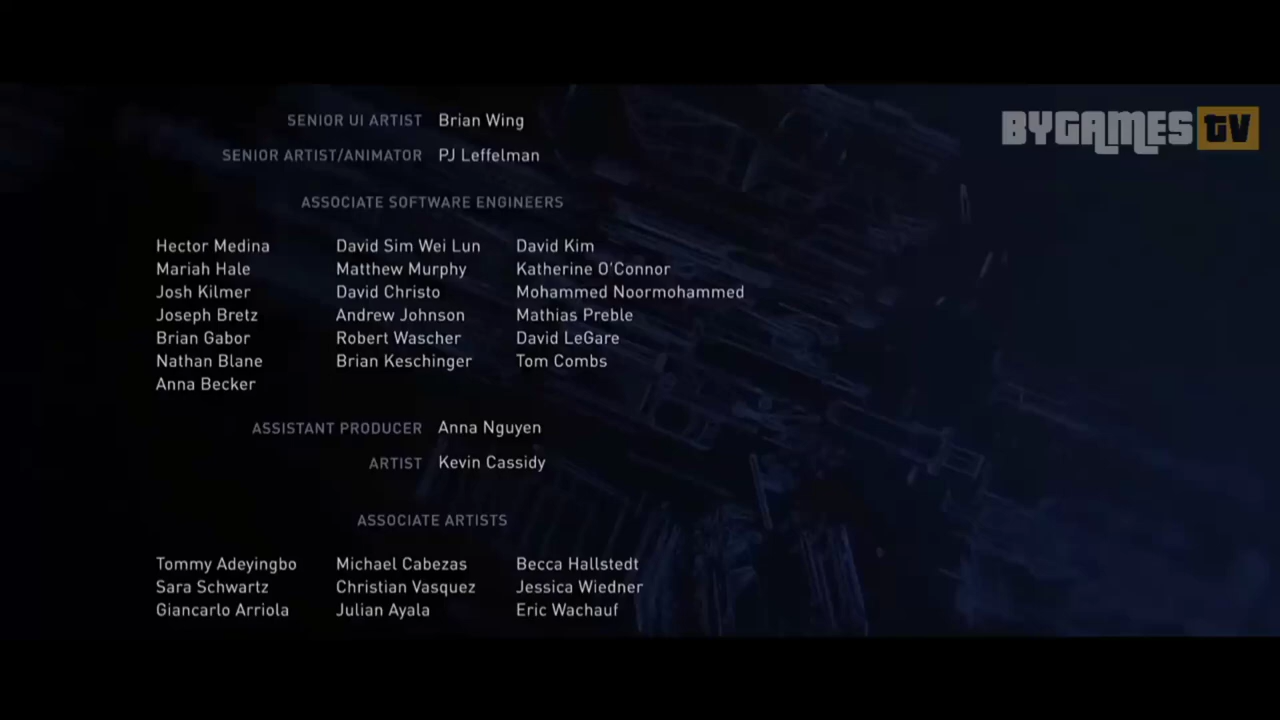 BYGAMES TV
SENIOR UI ARTIST Brian Wing
SENIOR ARTIST/ANIMATOR PJ Leffelman
ASSOCIATE SOFTWARE ENGINEERS
Hector Medina David Sim Wei Lun David Kim
Mariah Hale Matthew Murphy Katherine O'Connor
Josh Kilmer David Christo Mohammed Noormohammed
Joseph Bretz Andrew Johnson Mathias Preble
Brian Gabor Robert Wascher David LeGare
Nathan Blane Brian Keschinger Tom Combs
Anna Becker
ASSISTANT PRODUCER Anna Nguyen
ARTIST Kevin Cassidy
ASSOCIATE ARTISTS
Tommy Adeyingbo Michael Cabezas Becca Hallstedt
Sara Schwartz Christian Vasquez Jessica Wiedner
Giancarlo Arriola Julian Ayala Eric Wachauf